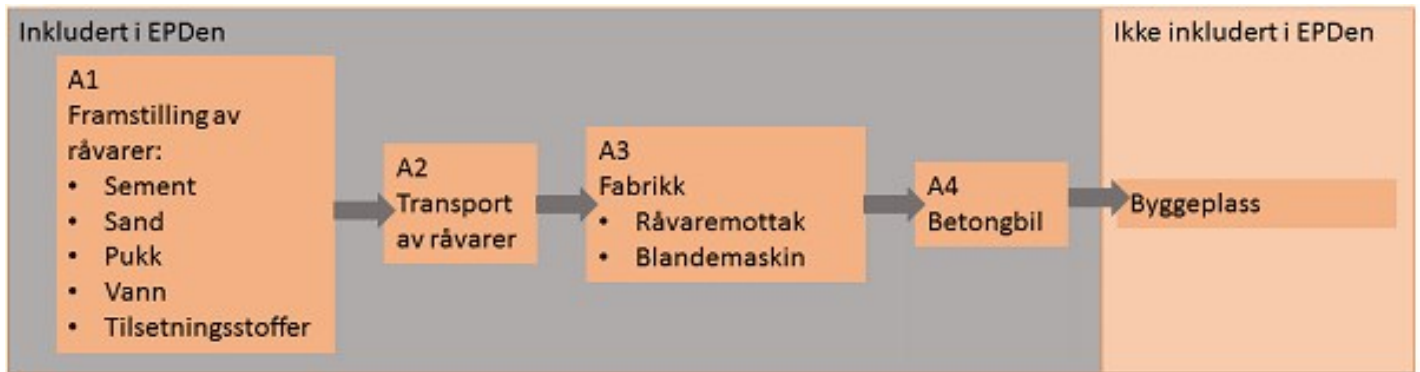 Inkludert i EPDen
Ikke inkludert i EPDen
A1
Framstilling av
råvarer:
• Sement
• Sand
• Pukk
• Vann
• Tilsetningsstoffer
A2
Transport
av råvarer
A3
Fabrikk
• Råvaremottak
• Blandemaskin
A4
Betongbil
Byggeplass